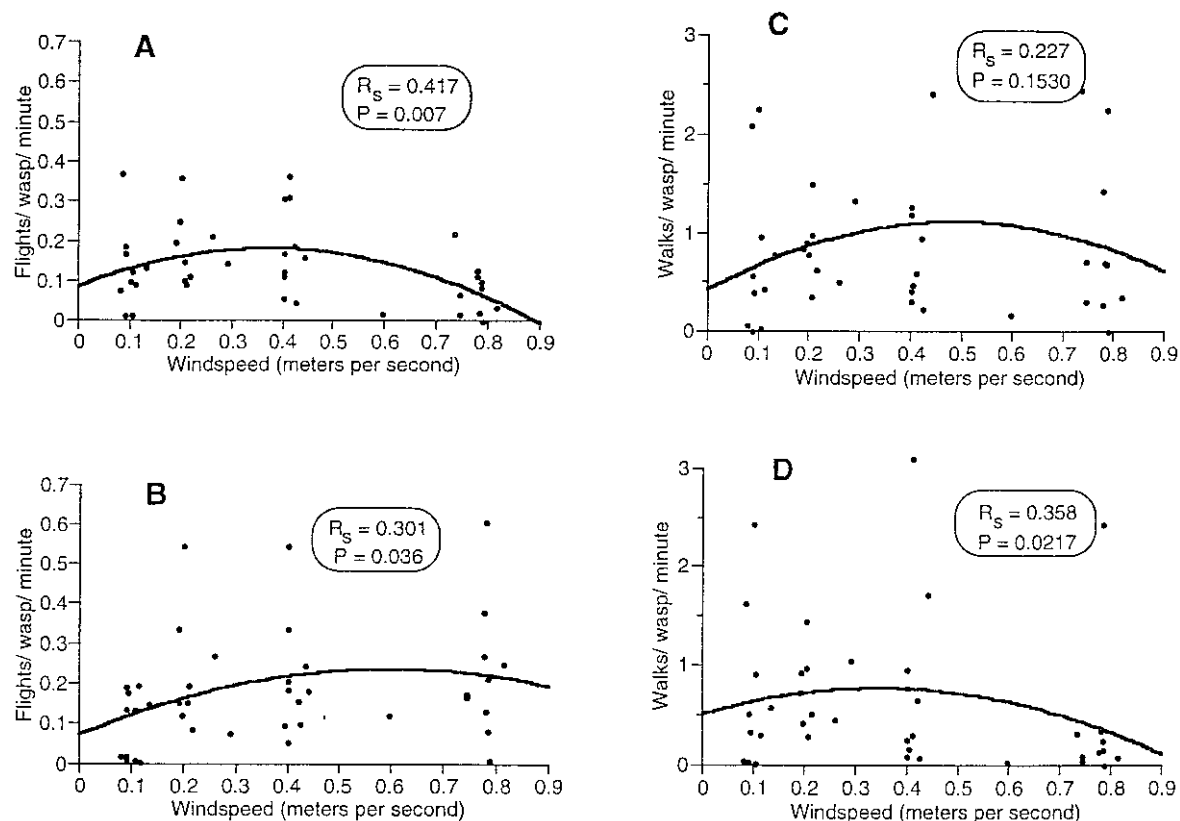 A
R_s = 0.417
P = 0.007
Flights/ wasp/ minute
0.7
0.6
0.5
0.4
0.3
0.2
0.1
0
0.1 0.2 0.3 0.4 0.5 0.6 0.7 0.8 0.9
Windspeed (meters per second)
C
R_s = 0.227
P = 0.1530
Walks/ wasp/ minute
3
2
1
0
0 0.1 0.2 0.3 0.4 0.5 0.6 0.7 0.8 0.9
Windspeed (meters per second)
B
R_s = 0.301
P = 0.036
Flights/ wasp/ minute
0.7
0.6
0.5
0.4
0.3
0.2
0.1
0
0 0.1 0.2 0.3 0.4 0.5 0.6 0.7 0.8 0.9
Windspeed (meters per second)
D
R_s = 0.358
P = 0.0217
Walks/ wasp/ minute
3
2
1
0
0 0.1 0.2 0.3 0.4 0.5 0.6 0.7 0.8 0.9
Windspeed (meters per second)